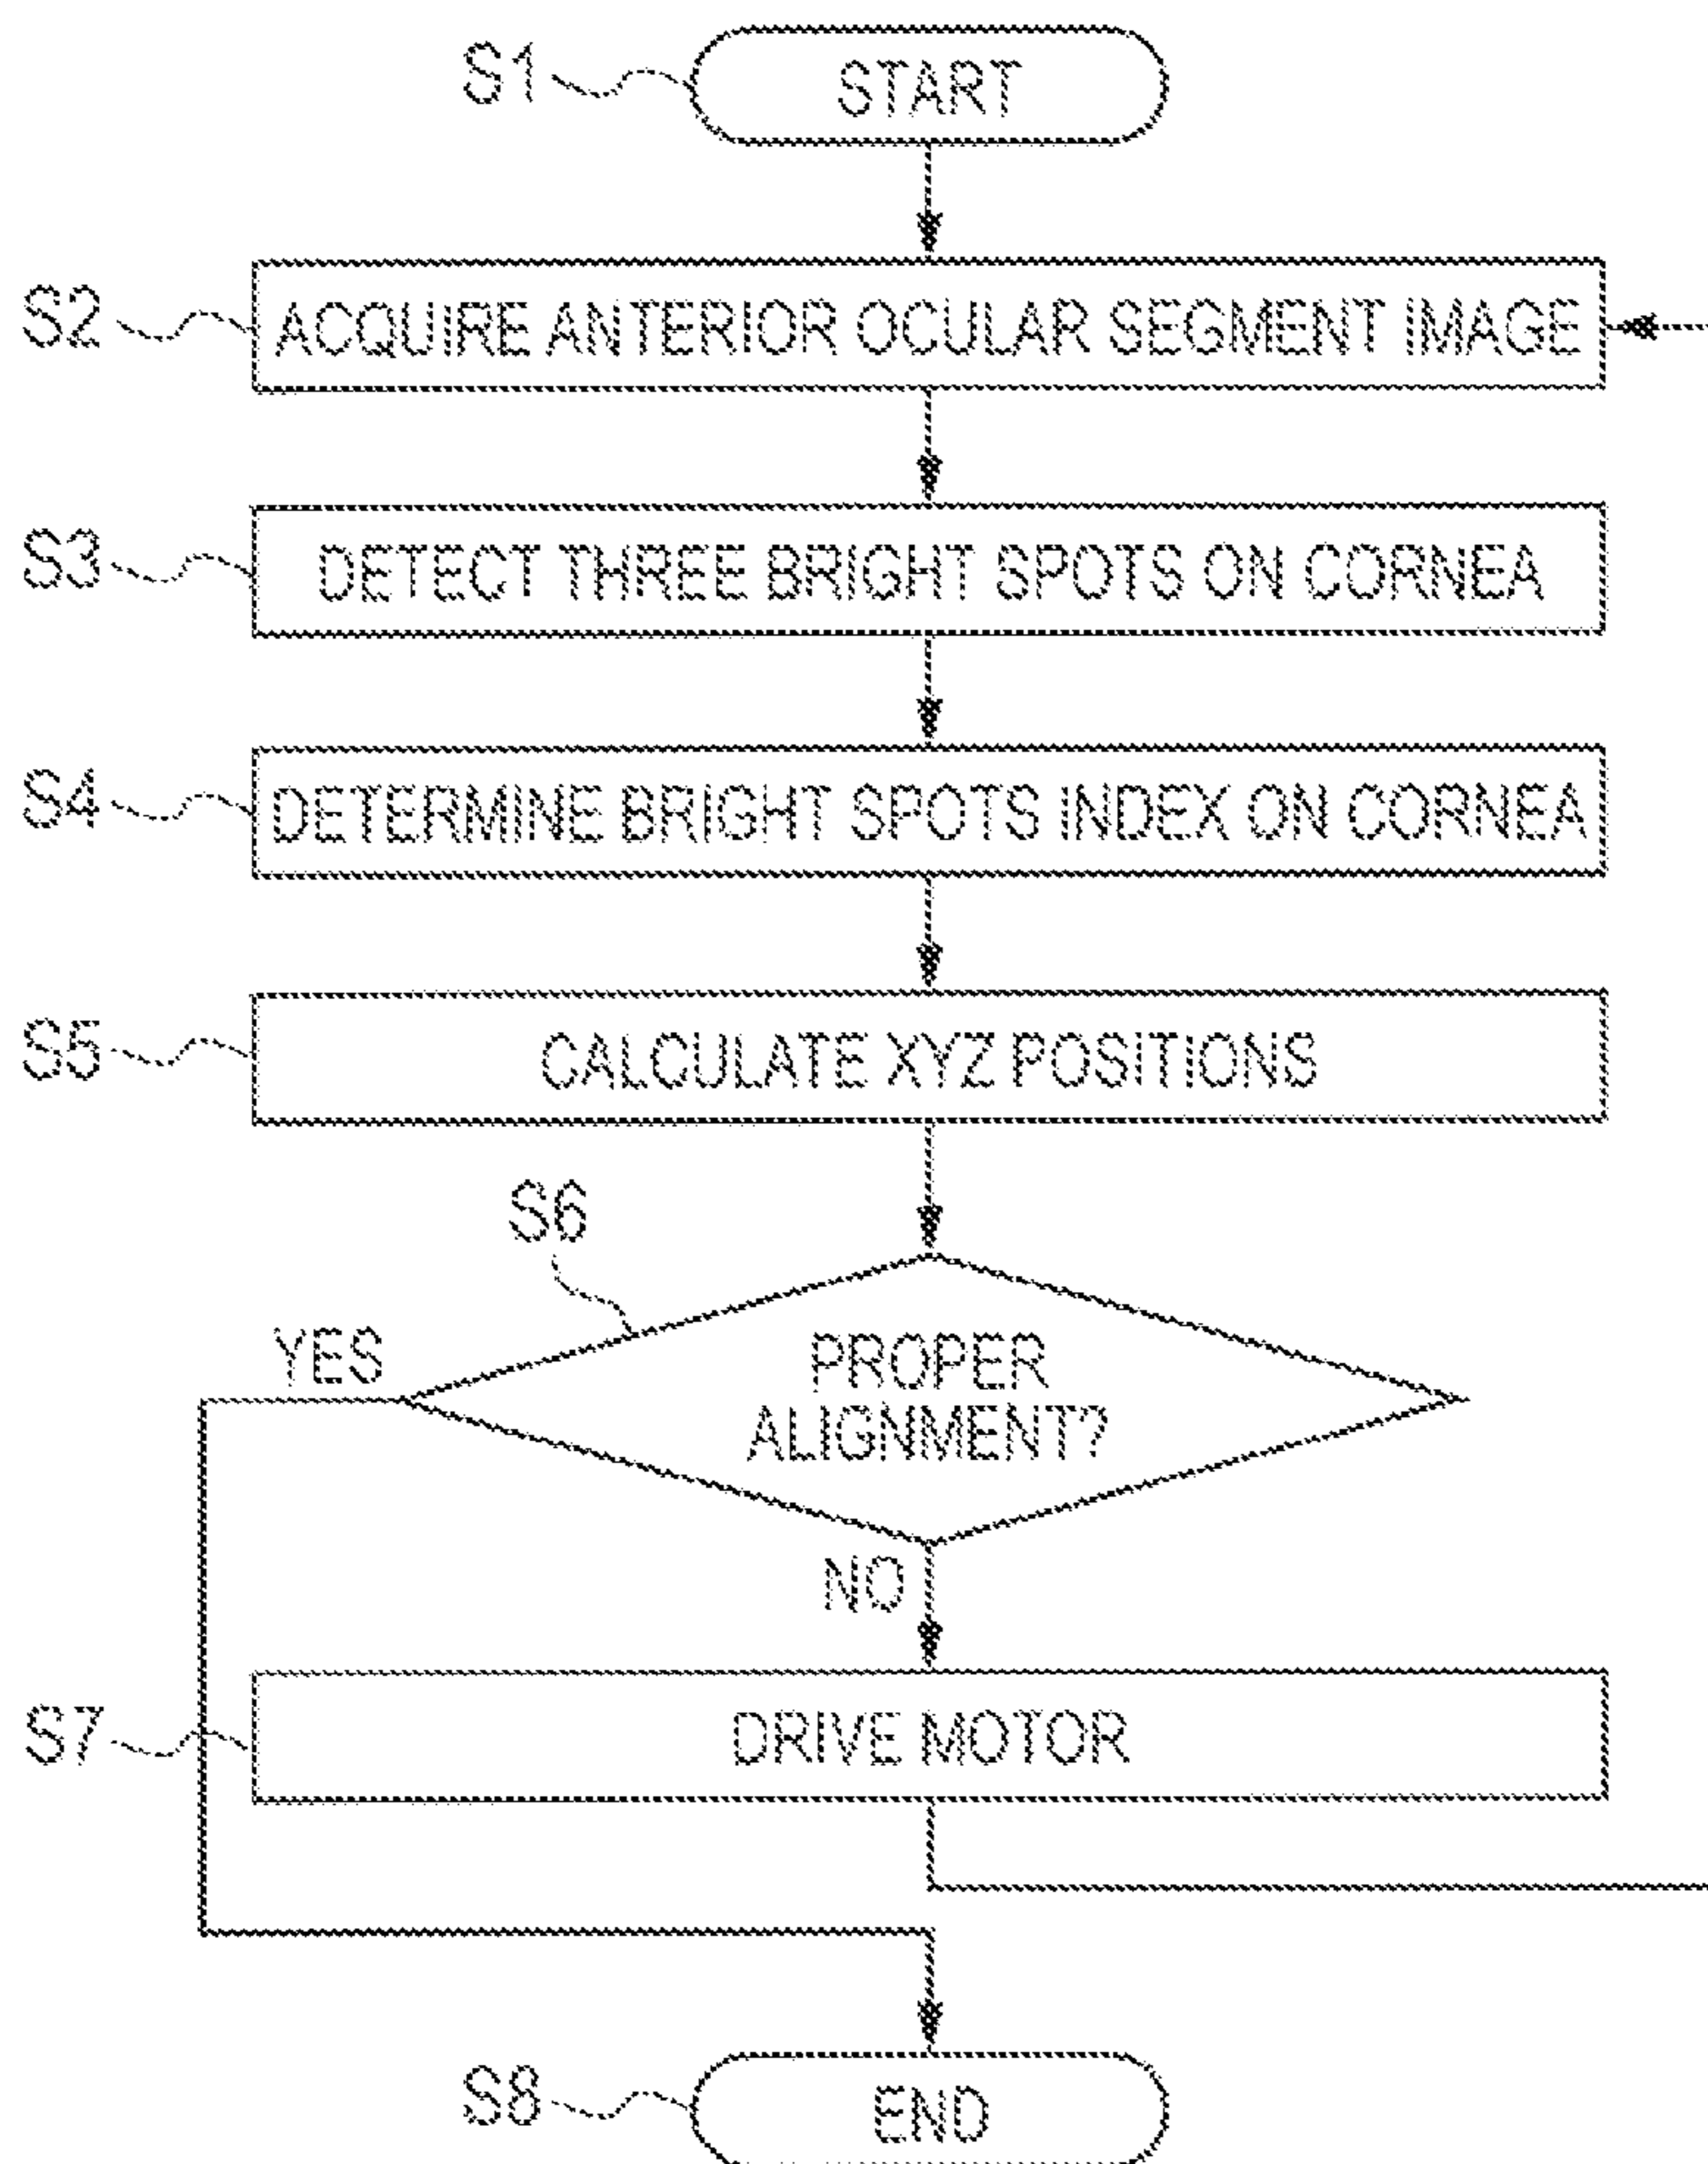 S1
START
S2
ACQUIRE ANTERIOR OCULAR SEGMENT IMAGE
S3
DETECT THREE BRIGHT SPOTS ON CORNEA
S4
DETERMINE BRIGHT SPOTS INDEX ON CORNEA
S5
CALCULATE XYZ POSITIONS
S6
YES
PROPER
ALIGNMENT?
NO
S7
DRIVE MOTOR
S8
END